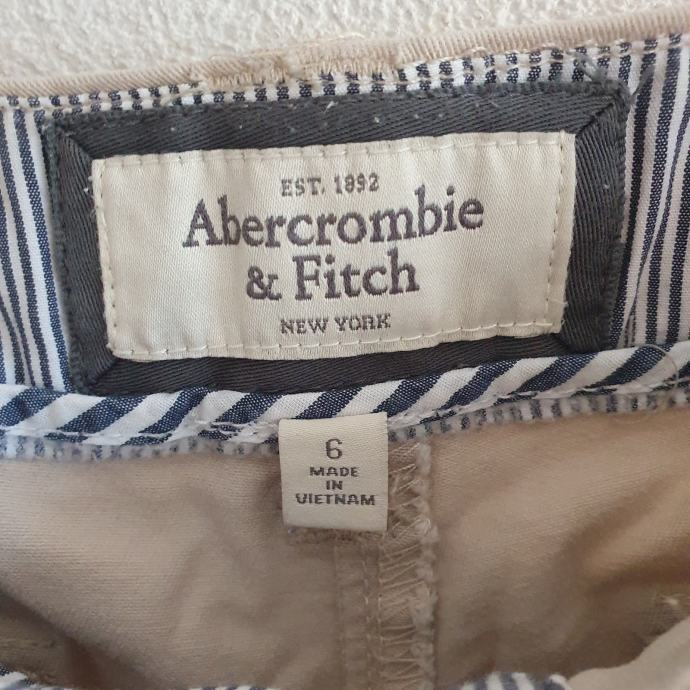 EST. 1892
Abercrombie
& Fitch
NEW YORK
6
MADE
IN
VIETNAM